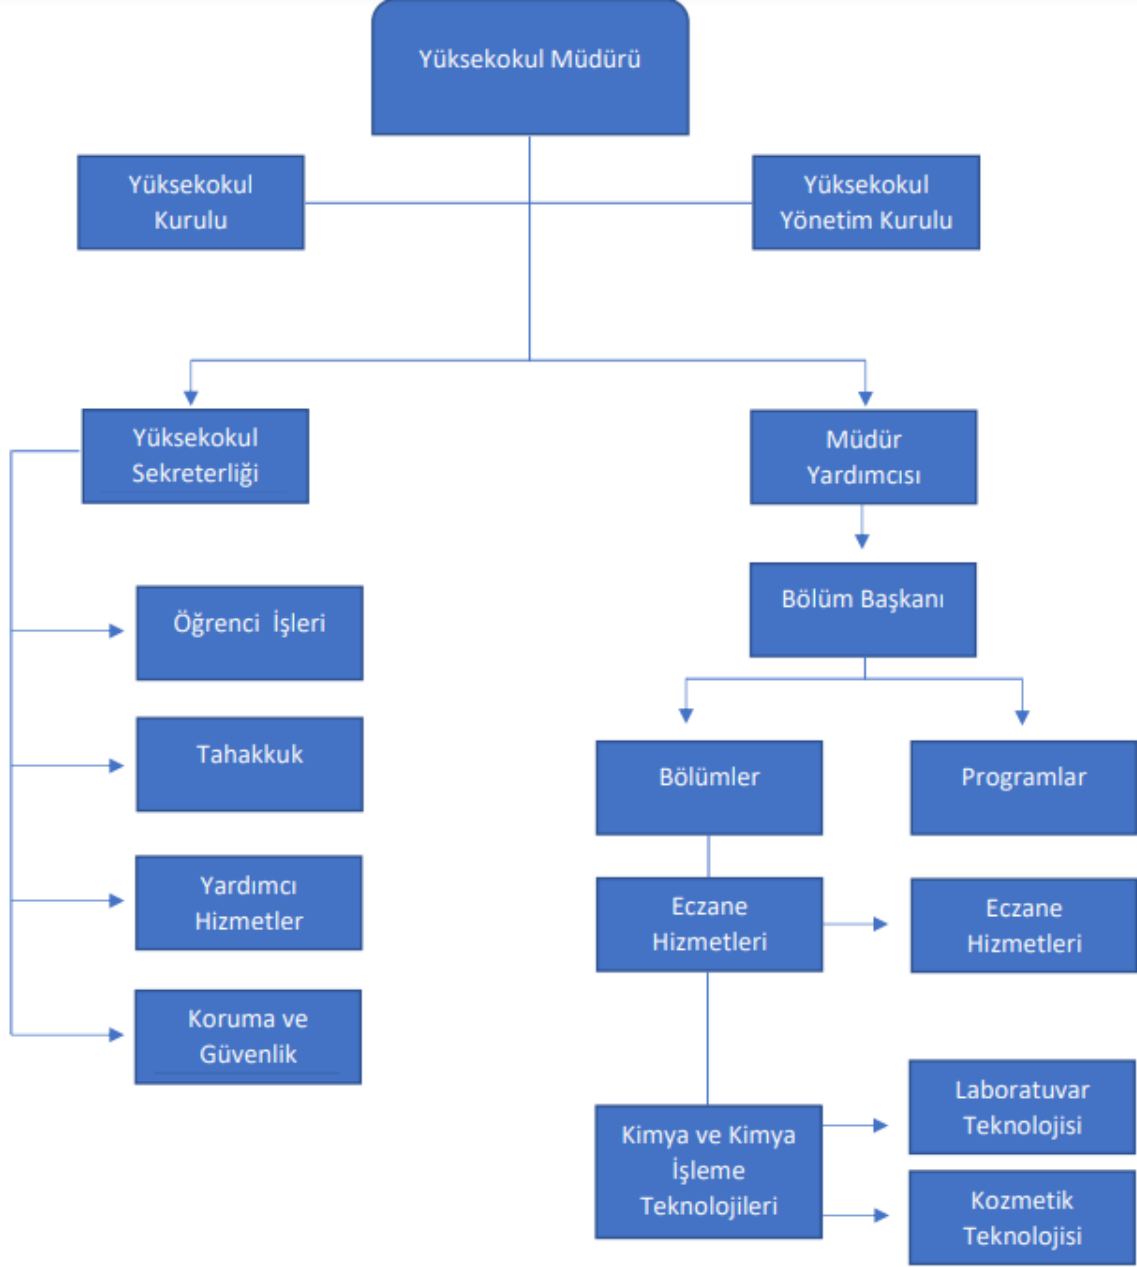 Yüksekokul Müdürü
Yüksekokul
Kurulu
Yüksekokul
Yönetim Kurulu
Yüksekokul
Sekreterliği
Müdür
Yardımcısı
Bölüm Başkanı
Öğrenci İşleri
Tahakkuk
Yardımcı
Hizmetler
Koruma ve
Güvenlik
Bölümler
Programlar
Eczane
Hizmetleri
Eczane
Hizmetleri
Kimya ve Kimya
İşleme
Teknolojileri
Laboratuvar
Teknolojisi
Kozmetik
Teknolojisi